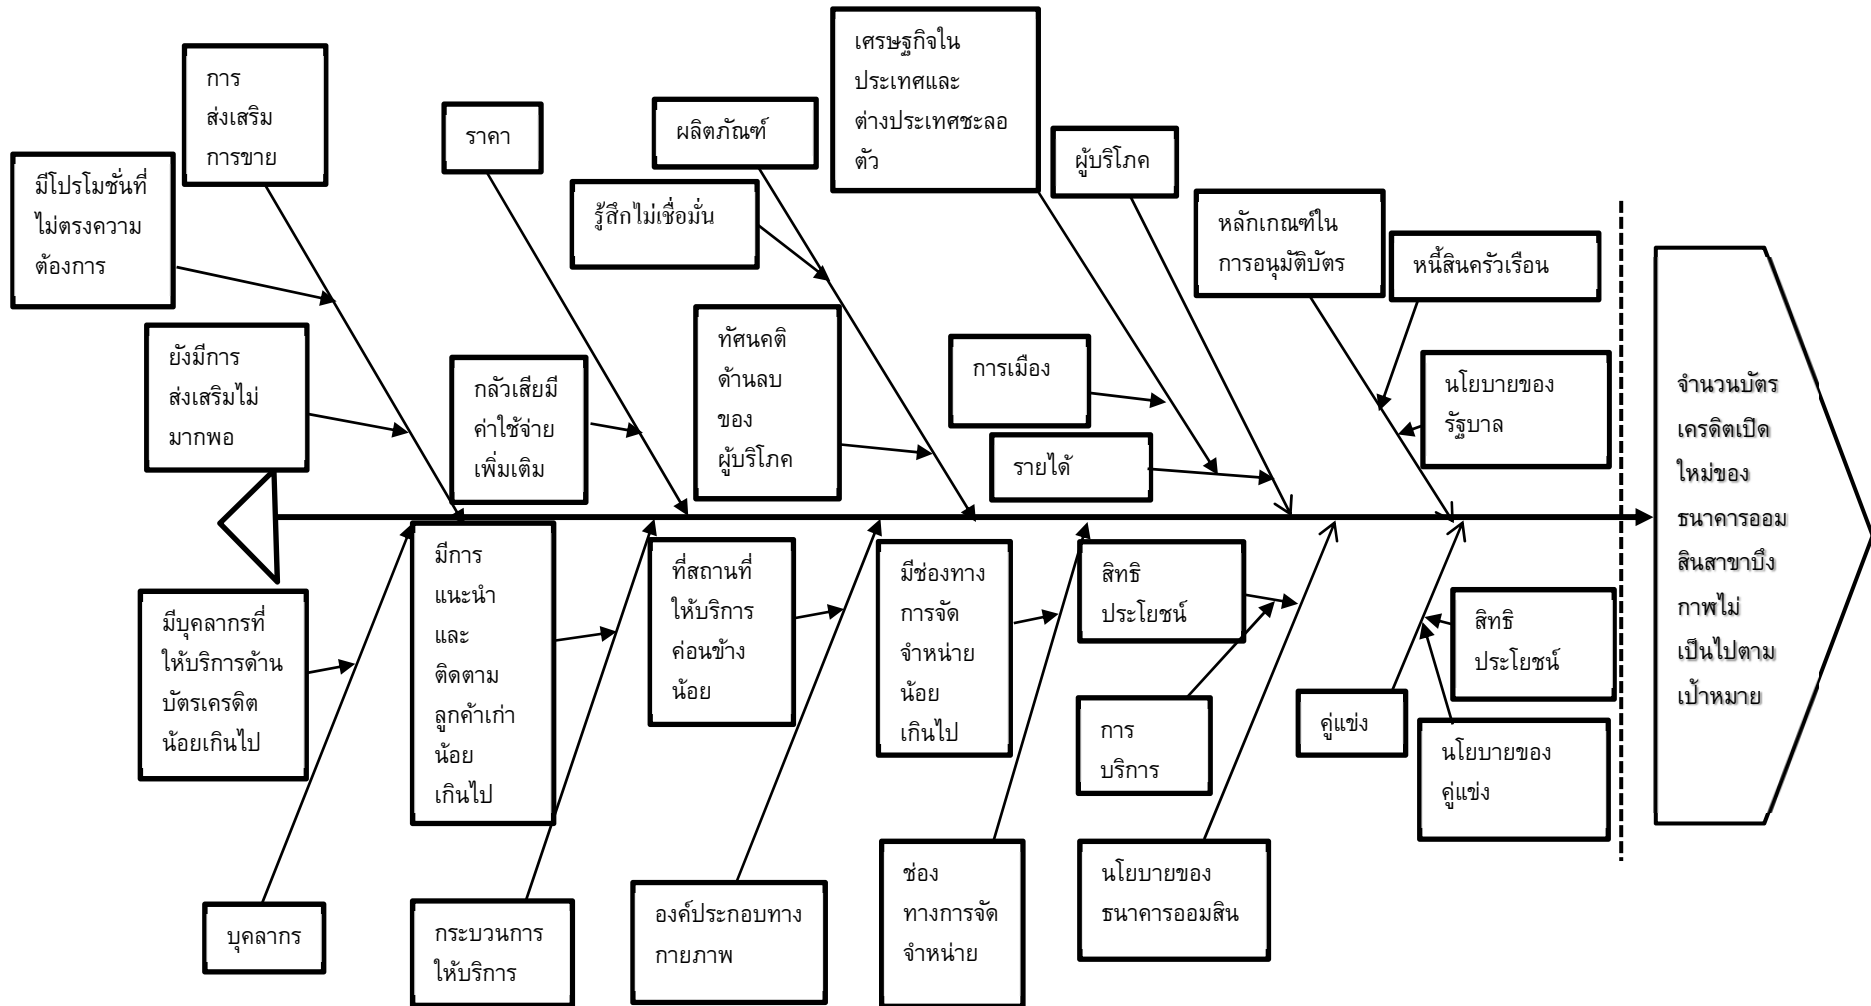 เศรษฐกิจใน
ประเทศและ
ต่างประเทศชะลอ
ตัว
การ
ส่งเสริม
การขาย
ราคา
ผลิตภัณฑ์
ผู้บริโภค
มีโปรโมชั่นที่
ไม่ตรงความ
ต้องการ
รู้สึกไม่เชื่อมั่น
หลักเกณฑ์ใน
การอนุมัติบัตร
หนี้สินครัวเรือน
ยังมีการ
ส่งเสริมไม่
มากพอ
กลัวเสียมี
ค่าใช้จ่าย
เพิ่มเติม
ทัศนคติ
ด้านลบ
ของ
ผู้บริโภค
การเมือง
รายได้
นโยบายของ
รัฐบาล
จำนวนบัตร
เครดิตเปิด
ใหม่ของ
ธนาคารออม
สินสาขาบึง
กาฬไม่
เป็นไปตาม
เป้าหมาย
มีบุคลากรที่
ให้บริการด้าน
บัตรเครดิต
น้อยเกินไป
มีการ
แนะนำ
และ
ติดตาม
ลูกค้าเก่า
น้อย
เกินไป
ที่สถานที่
ให้บริการ
ค่อนข้าง
น้อย
มีช่องทาง
การจัด
จำหน่าย
น้อย
เกินไป
สิทธิ
ประโยชน์
การ
บริการ
สิทธิ
ประโยชน์
คู่แข่ง
นโยบายของ
คู่แข่ง
บุคลากร
กระบวนการ
ให้บริการ
องค์ประกอบทาง
กายภาพ
ช่อง
ทางการจัด
จำหน่าย
นโยบายของ
ธนาคารออมสิน